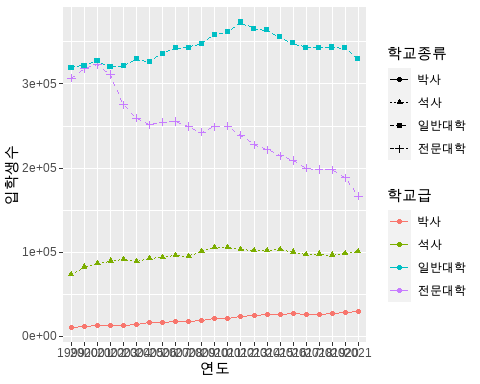 3e+05
2e+05
1e+05
0e+00
입학생수
연도
학교종류
박사
석사
일반대학
전문대학
학교급
박사
석사
일반대학
전문대학